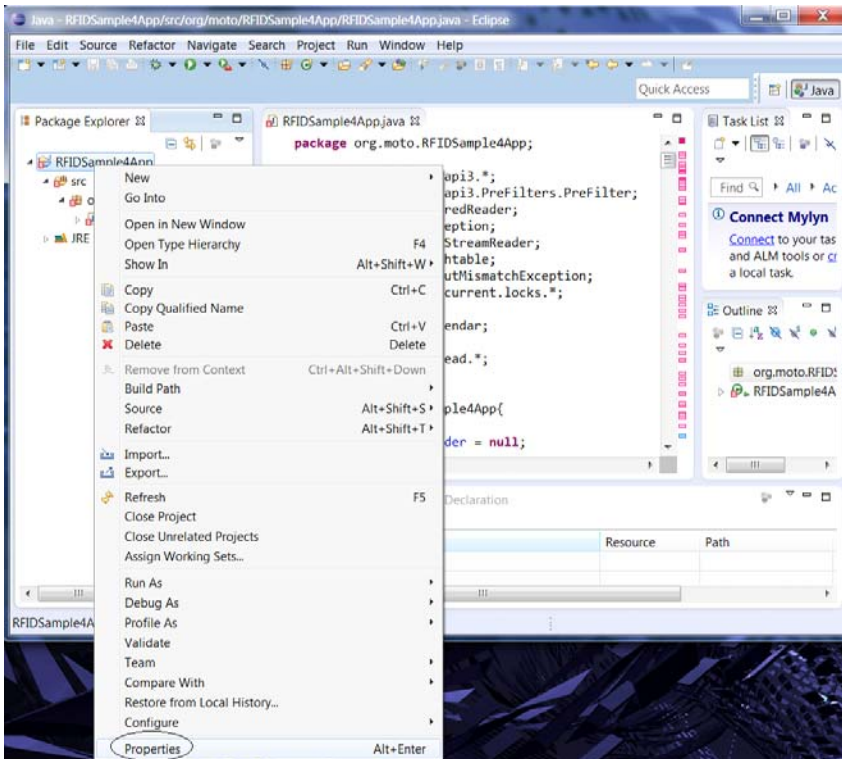 Java - RFIDSample4App/src/org/moto/RFIDSample4App/RFIDSample4App.java - Eclipse
File Edit Source Refactor Navigate Search Project Run Window Help
Quick Access
Java
Package Explorer
RFIDSample4App
src
o
JRE
RFIDSample4App.java
package org.moto.RFIDSample4App;
api3.*;
api3.PreFilters.PreFilter;
redReader;
eption;
StreamReader;
htable;
utMismatchException;
current.locks.*;
endar;
ead.*;
ple4App{
der = null;
Task List
Find
All
Ac
Connect Mylyn
Connect to your tas
and ALM tools or cr
a local task.
Outline
org.moto.RFID
RFIDSample4A
Declaration
Resource Path
RFIDSample4A
New
Go Into
Open in New Window
Open Type Hierarchy F4
Show In Alt+Shift+W
Copy Ctrl+C
Copy Qualified Name
Paste Ctrl+V
Delete Delete
Remove from Context Ctrl+Alt+Shift+Down
Build Path
Source Alt+Shift+S
Refactor Alt+Shift+T
Import...
Export...
Refresh F5
Close Project
Close Unrelated Projects
Assign Working Sets...
Run As
Debug As
Profile As
Validate
Team
Compare With
Restore from Local History...
Configure
Properties Alt+Enter